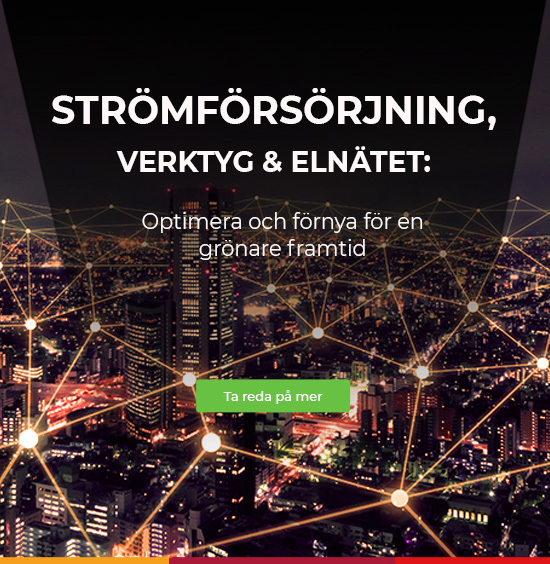 STRÖMFÖRSÖRJNING,
VERKTYG & ELNÄTET:
Optimera och förnya för en
grönare framtid
Ta reda på mer